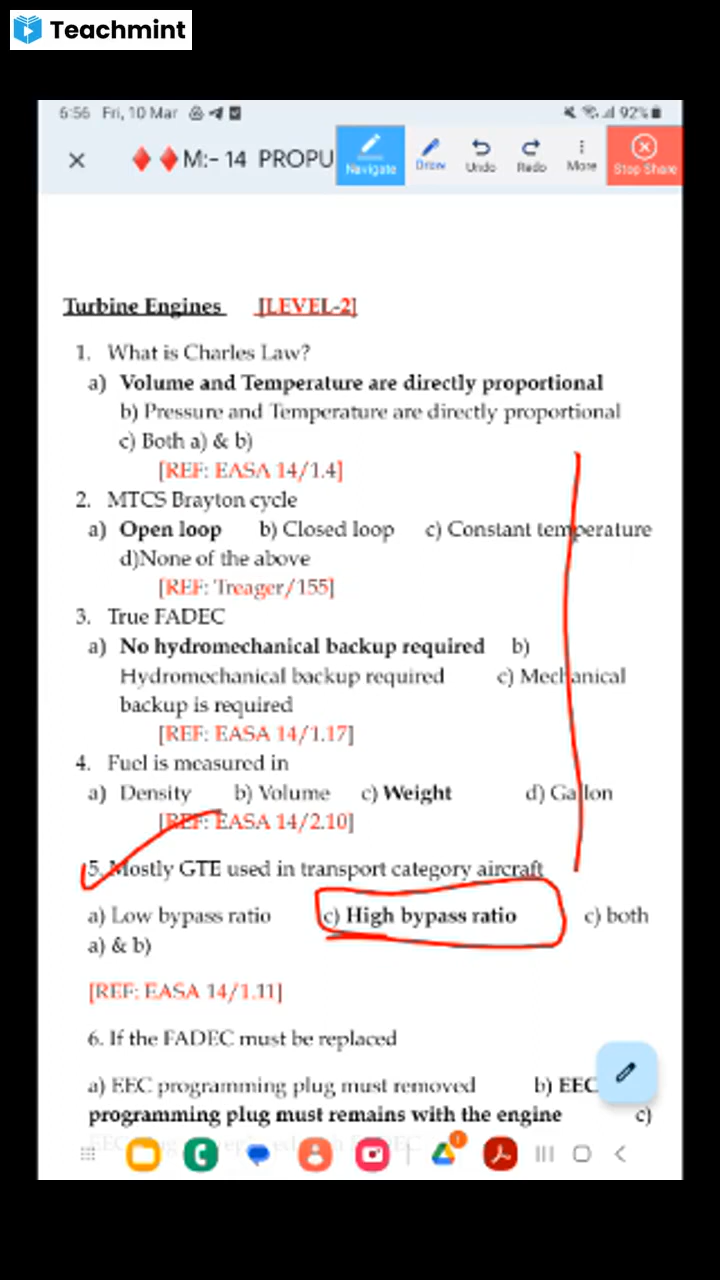 Teachmint
6:56 Fri, 10 Mar
92%
M:- 14 PROPU
Navigate
Draw
Undo
Redo
More
Stop Share
Turbine Engines [LEVEL-2]
1. What is Charles Law?
a) Volume and Temperature are directly proportional
b) Pressure and Temperature are directly proportional
c) Both a) & b)
[REF: EASA 14/1.4]
2. MTCS Brayton cycle
a) Open loop b) Closed loop c) Constant temperature
d)None of the above
[REF: Treager/155]
3. True FADEC
a) No hydromechanical backup required b)
Hydromechanical backup required c) Mechanical
backup is required
[REF: EASA 14/1.17]
4. Fuel is measured in
a) Density b) Volume c) Weight d) Gallon
[REF: EASA 14/2.10]
5. Mostly GTE used in transport category aircraft
a) Low bypass ratio c) High bypass ratio c) both
a) & b)
[REF: EASA 14/1.11]
6. If the FADEC must be replaced
a) EEC programming plug must removed b) EEC
programming plug must remains with the engine c)